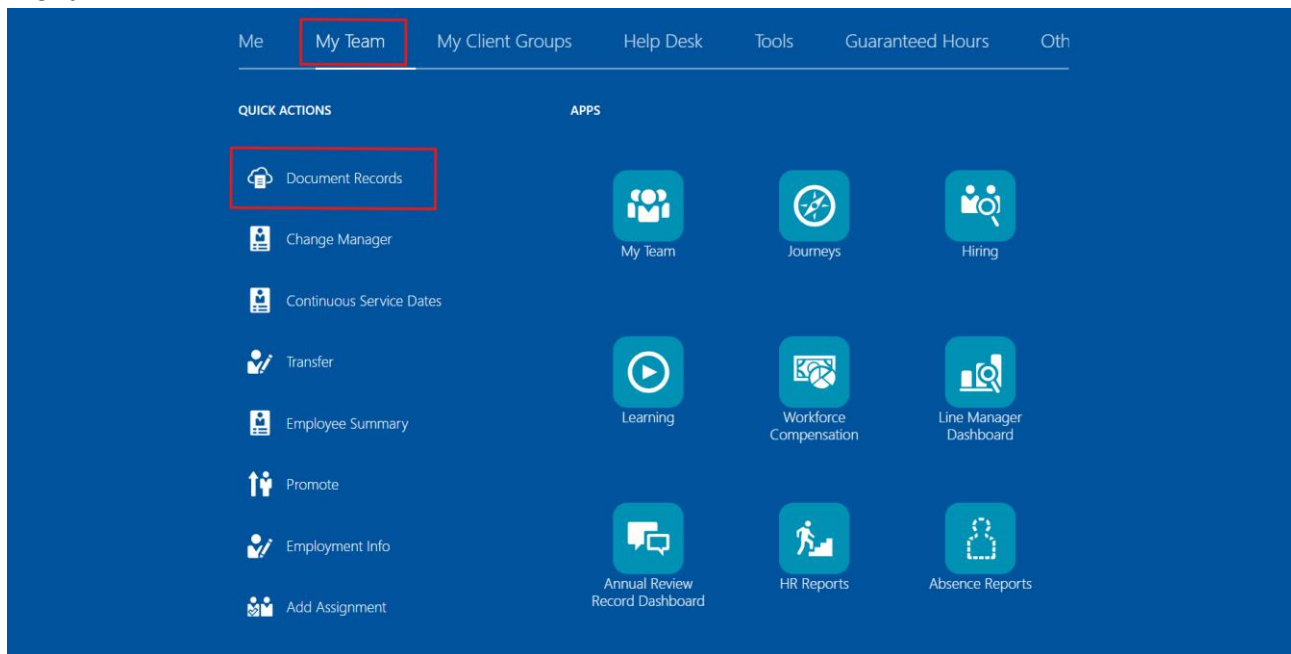 Me My Team My Client Groups Help Desk Tools Guaranteed Hours Oth
QUICK ACTIONS
Document Records
Change Manager
Continuous Service Dates
Transfer
Employee Summary
Promote
Employment Info
Add Assignment
APPS
My Team
Journeys
Hiring
Learning
Workforce
Compensation
Line Manager
Dashboard
Annual Review
Record Dashboard
HR Reports
Absence Reports